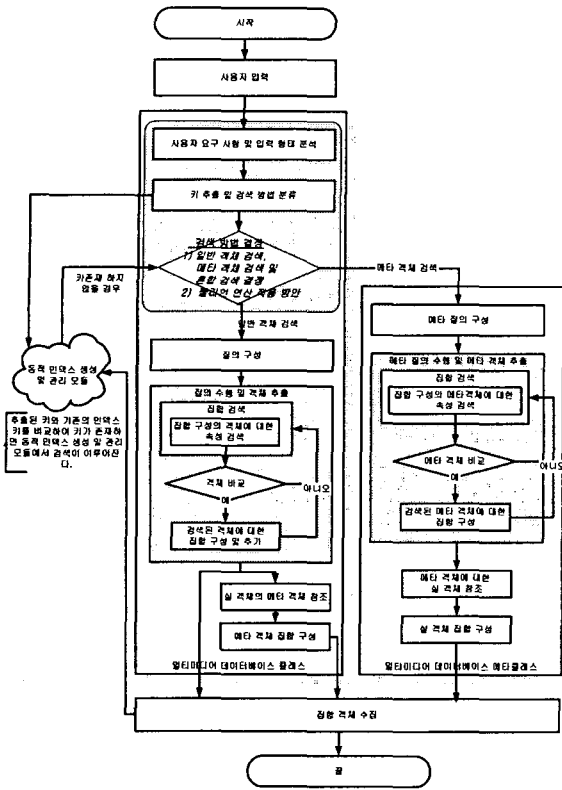 시작
사용자 입력
사용자 요구 사항 및 입력 형태 분석
키 추출 및 검색 방법 분류
검색 방법 결정
1) 일반 객체 검색,
메타 객체 검색 및
혼합 검색 결정
2) 불리언 연산 적용 방안
키존재 하지
않을 경우
메타 객체 검색
일반 객체 검색
동적 인덱스 생성
및 관리 모듈
추출된 키와 기존의 인덱스
키를 비교하여 키가 존재하
면 동적 인덱스 생성 및 관리
모듈에서 검색이 이루어진
다.
질의 구성
질의 수행 및 객체 추출
집합 검색
집합 구성의 객체에 대한
속성 검색
객체 비교
아니오
예
검색된 객체에 대한
집합 구성 및 추가
실 객체의 메타 객체 참조
메타 객체 집합 구성
멀티미디어 데이터베이스 클래스
메타 질의 구성
메타 질의 수행 및 메타 객체 추출
집합 검색
집합 구성의 메타객체에 대한
속성 검색
메타 객체 비교
아니오
예
검색된 메타 객체에 대한
집합 구성
메타 객체에 대한
실 객체 참조
실 객체 집합 구성
멀티미디어 데이터베이스 메타클래스
집합 객체 수집
끝